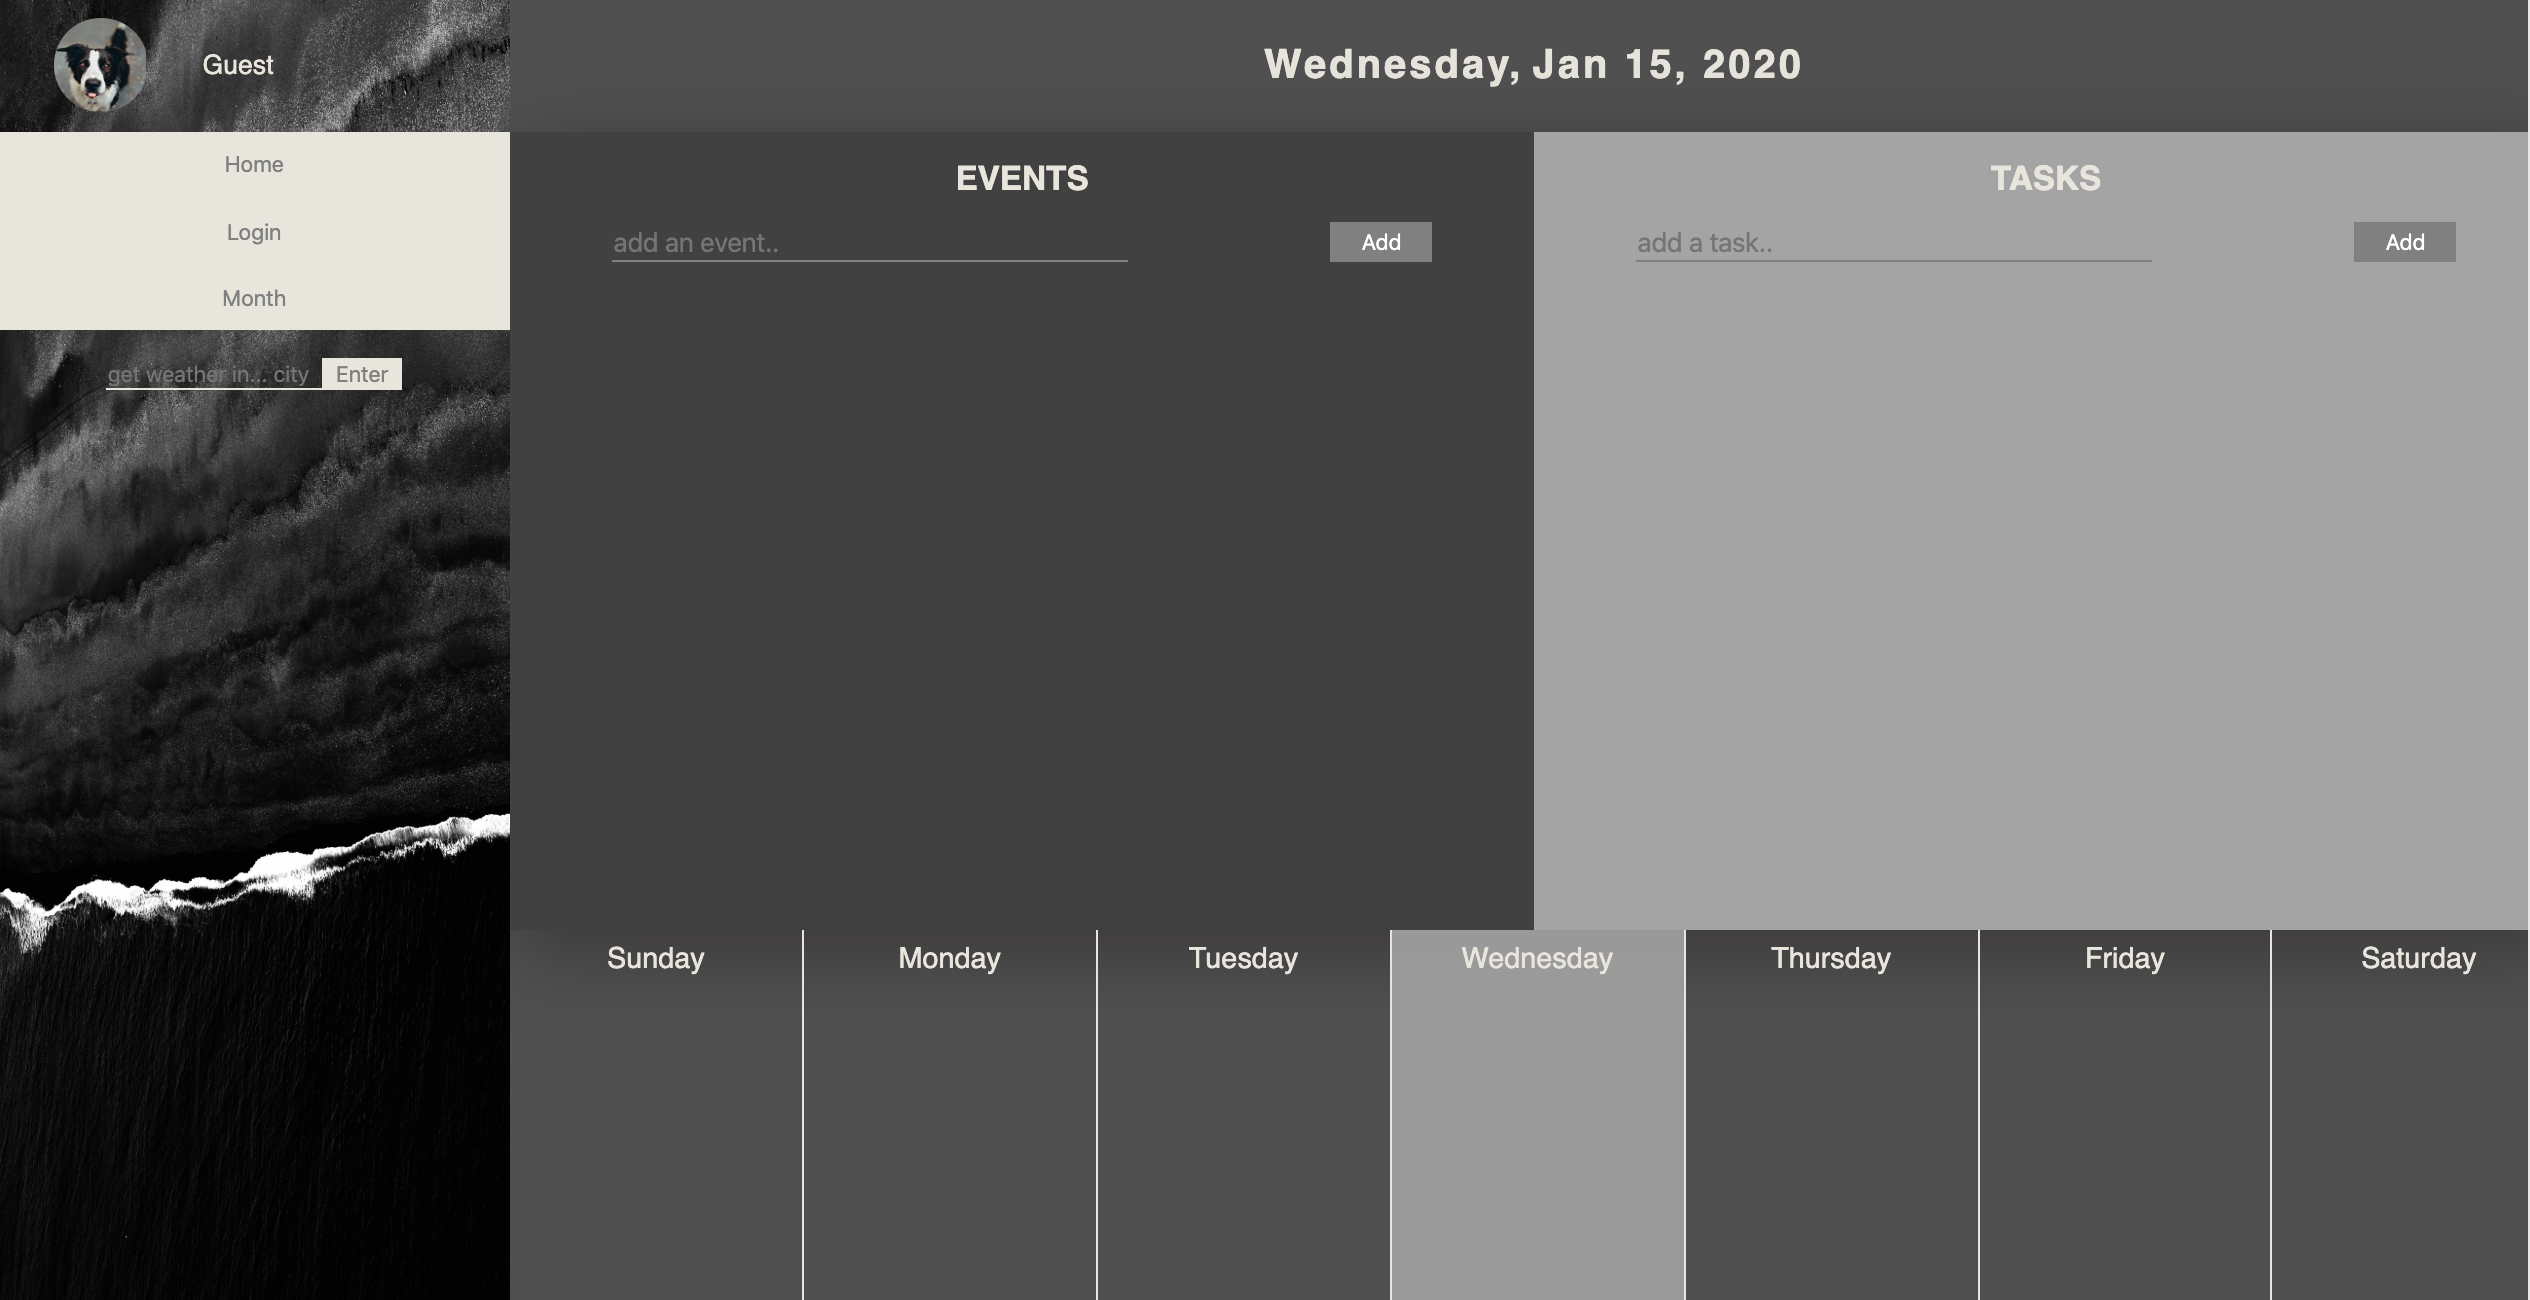 Guest
Wednesday, Jan 15, 2020
Home
Login
Month
get weather in... city Enter
EVENTS
add an event.. Add
TASKS
add a task.. Add
Sunday Monday Tuesday Wednesday Thursday Friday Saturday